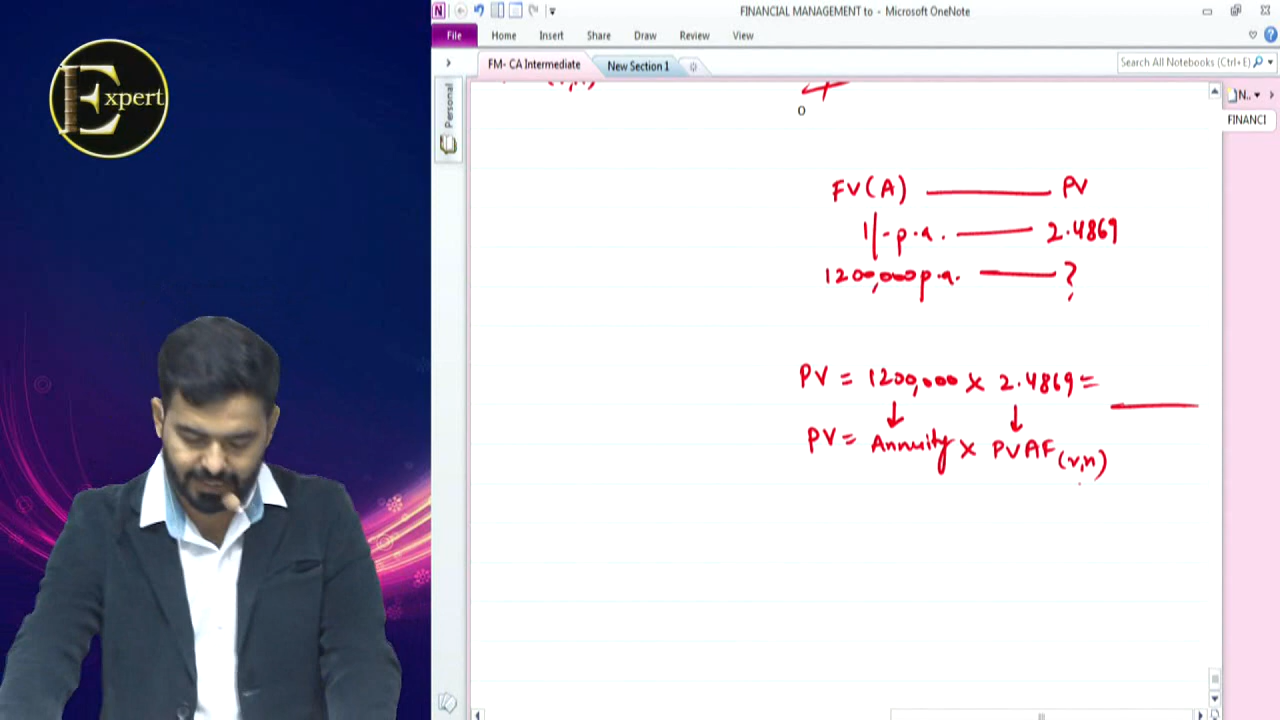 Expert
FINANCIAL MANAGEMENT to - Microsoft OneNote
File Home Insert Share Draw Review View
FM- CA Intermediate New Section 1
Search All Notebooks (Ctrl+E)
Personal
N..
FINANCI
FV(A) —— PV
1/- p.a. —— 2.4869
1200,000 p.a. —— ?
PV = 1200,000 × 2.4869 =
PV = Annuity × PVAF(r,n)